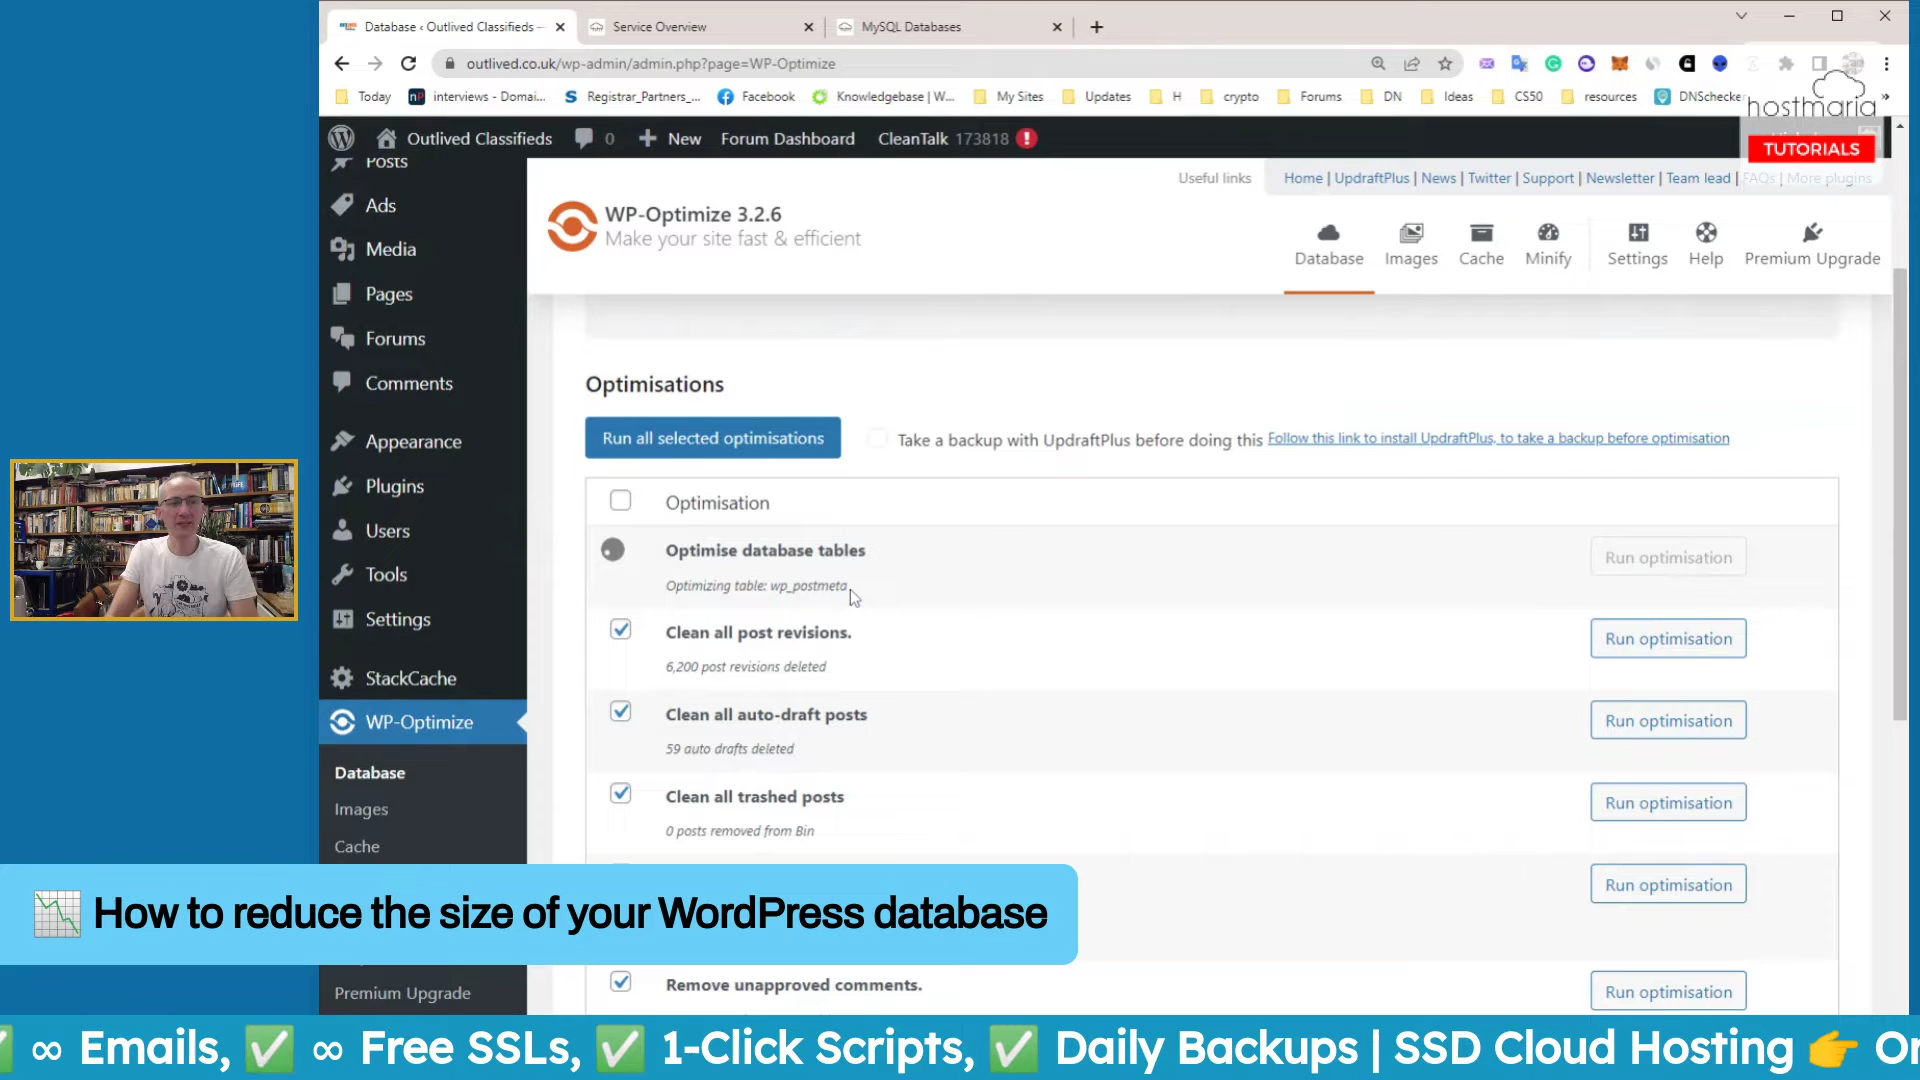 Database ‹ Outlived Classifieds –
Service Overview
MySQL Databases
outlived.co.uk/wp-admin/admin.php?page=WP-Optimize
Today
interviews - Domai...
Registrar_Partners_...
Facebook
Knowledgebase | W...
My Sites
Updates
H
crypto
Forums
DN
Ideas
CS50
resources
DNSchecke
»
hostmaria
TUTORIALS
Outlived Classifieds
0
New
Forum Dashboard
CleanTalk 173818
Posts
Ads
Media
Pages
Forums
Comments
Appearance
Plugins
Users
Tools
Settings
StackCache
WP-Optimize
Database
Images
Cache
Premium Upgrade
Useful links
Home | UpdraftPlus | News | Twitter | Support | Newsletter | Team lead | FAQs | More plugins
WP-Optimize 3.2.6
Make your site fast & efficient
Database
Images
Cache
Minify
Settings
Help
Premium Upgrade
Optimisations
Run all selected optimisations
Take a backup with UpdraftPlus before doing this Follow this link to install UpdraftPlus, to take a backup before optimisation
Optimisation
Optimise database tables
Optimizing table: wp_postmeta
Run optimisation
Clean all post revisions.
6,200 post revisions deleted
Run optimisation
Clean all auto-draft posts
59 auto drafts deleted
Run optimisation
Clean all trashed posts
0 posts removed from Bin
Run optimisation
Run optimisation
Remove unapproved comments.
Run optimisation
How to reduce the size of your WordPress database
∞ Emails, ✅ ∞ Free SSLs, ✅ 1-Click Scripts, ✅ Daily Backups | SSD Cloud Hosting 👉 Or